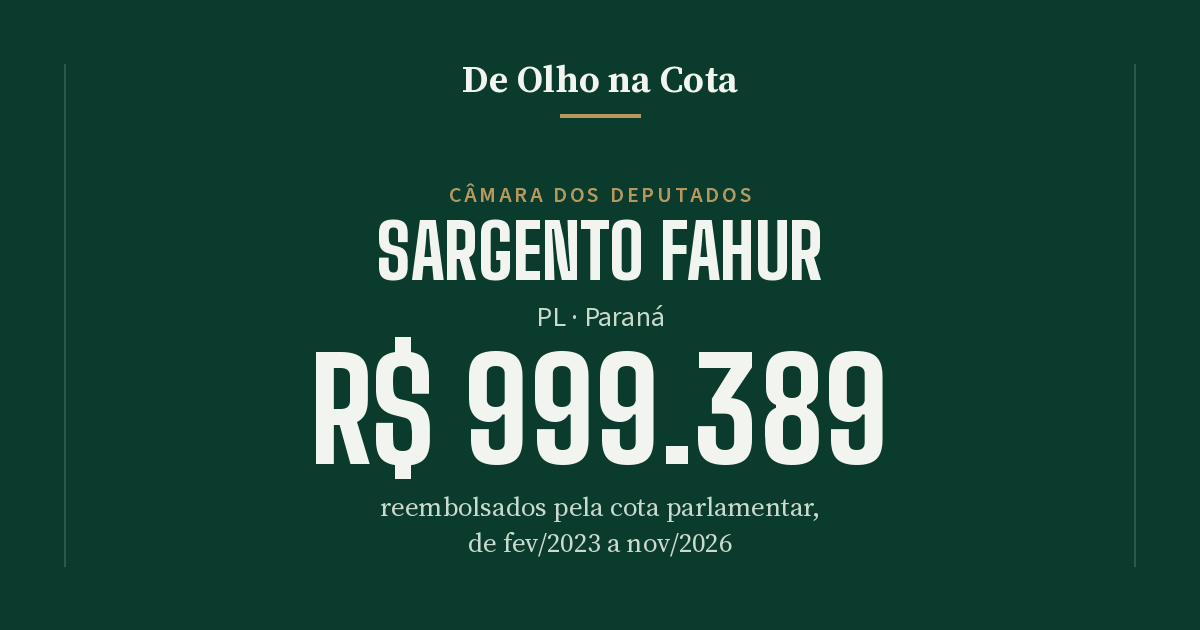 De Olho na Cota
CÂMARA DOS DEPUTADOS
SARGENTO FAHUR
PL · Paraná
R$ 999.389
reembolsados pela cota parlamentar,
de fev/2023 a nov/2026